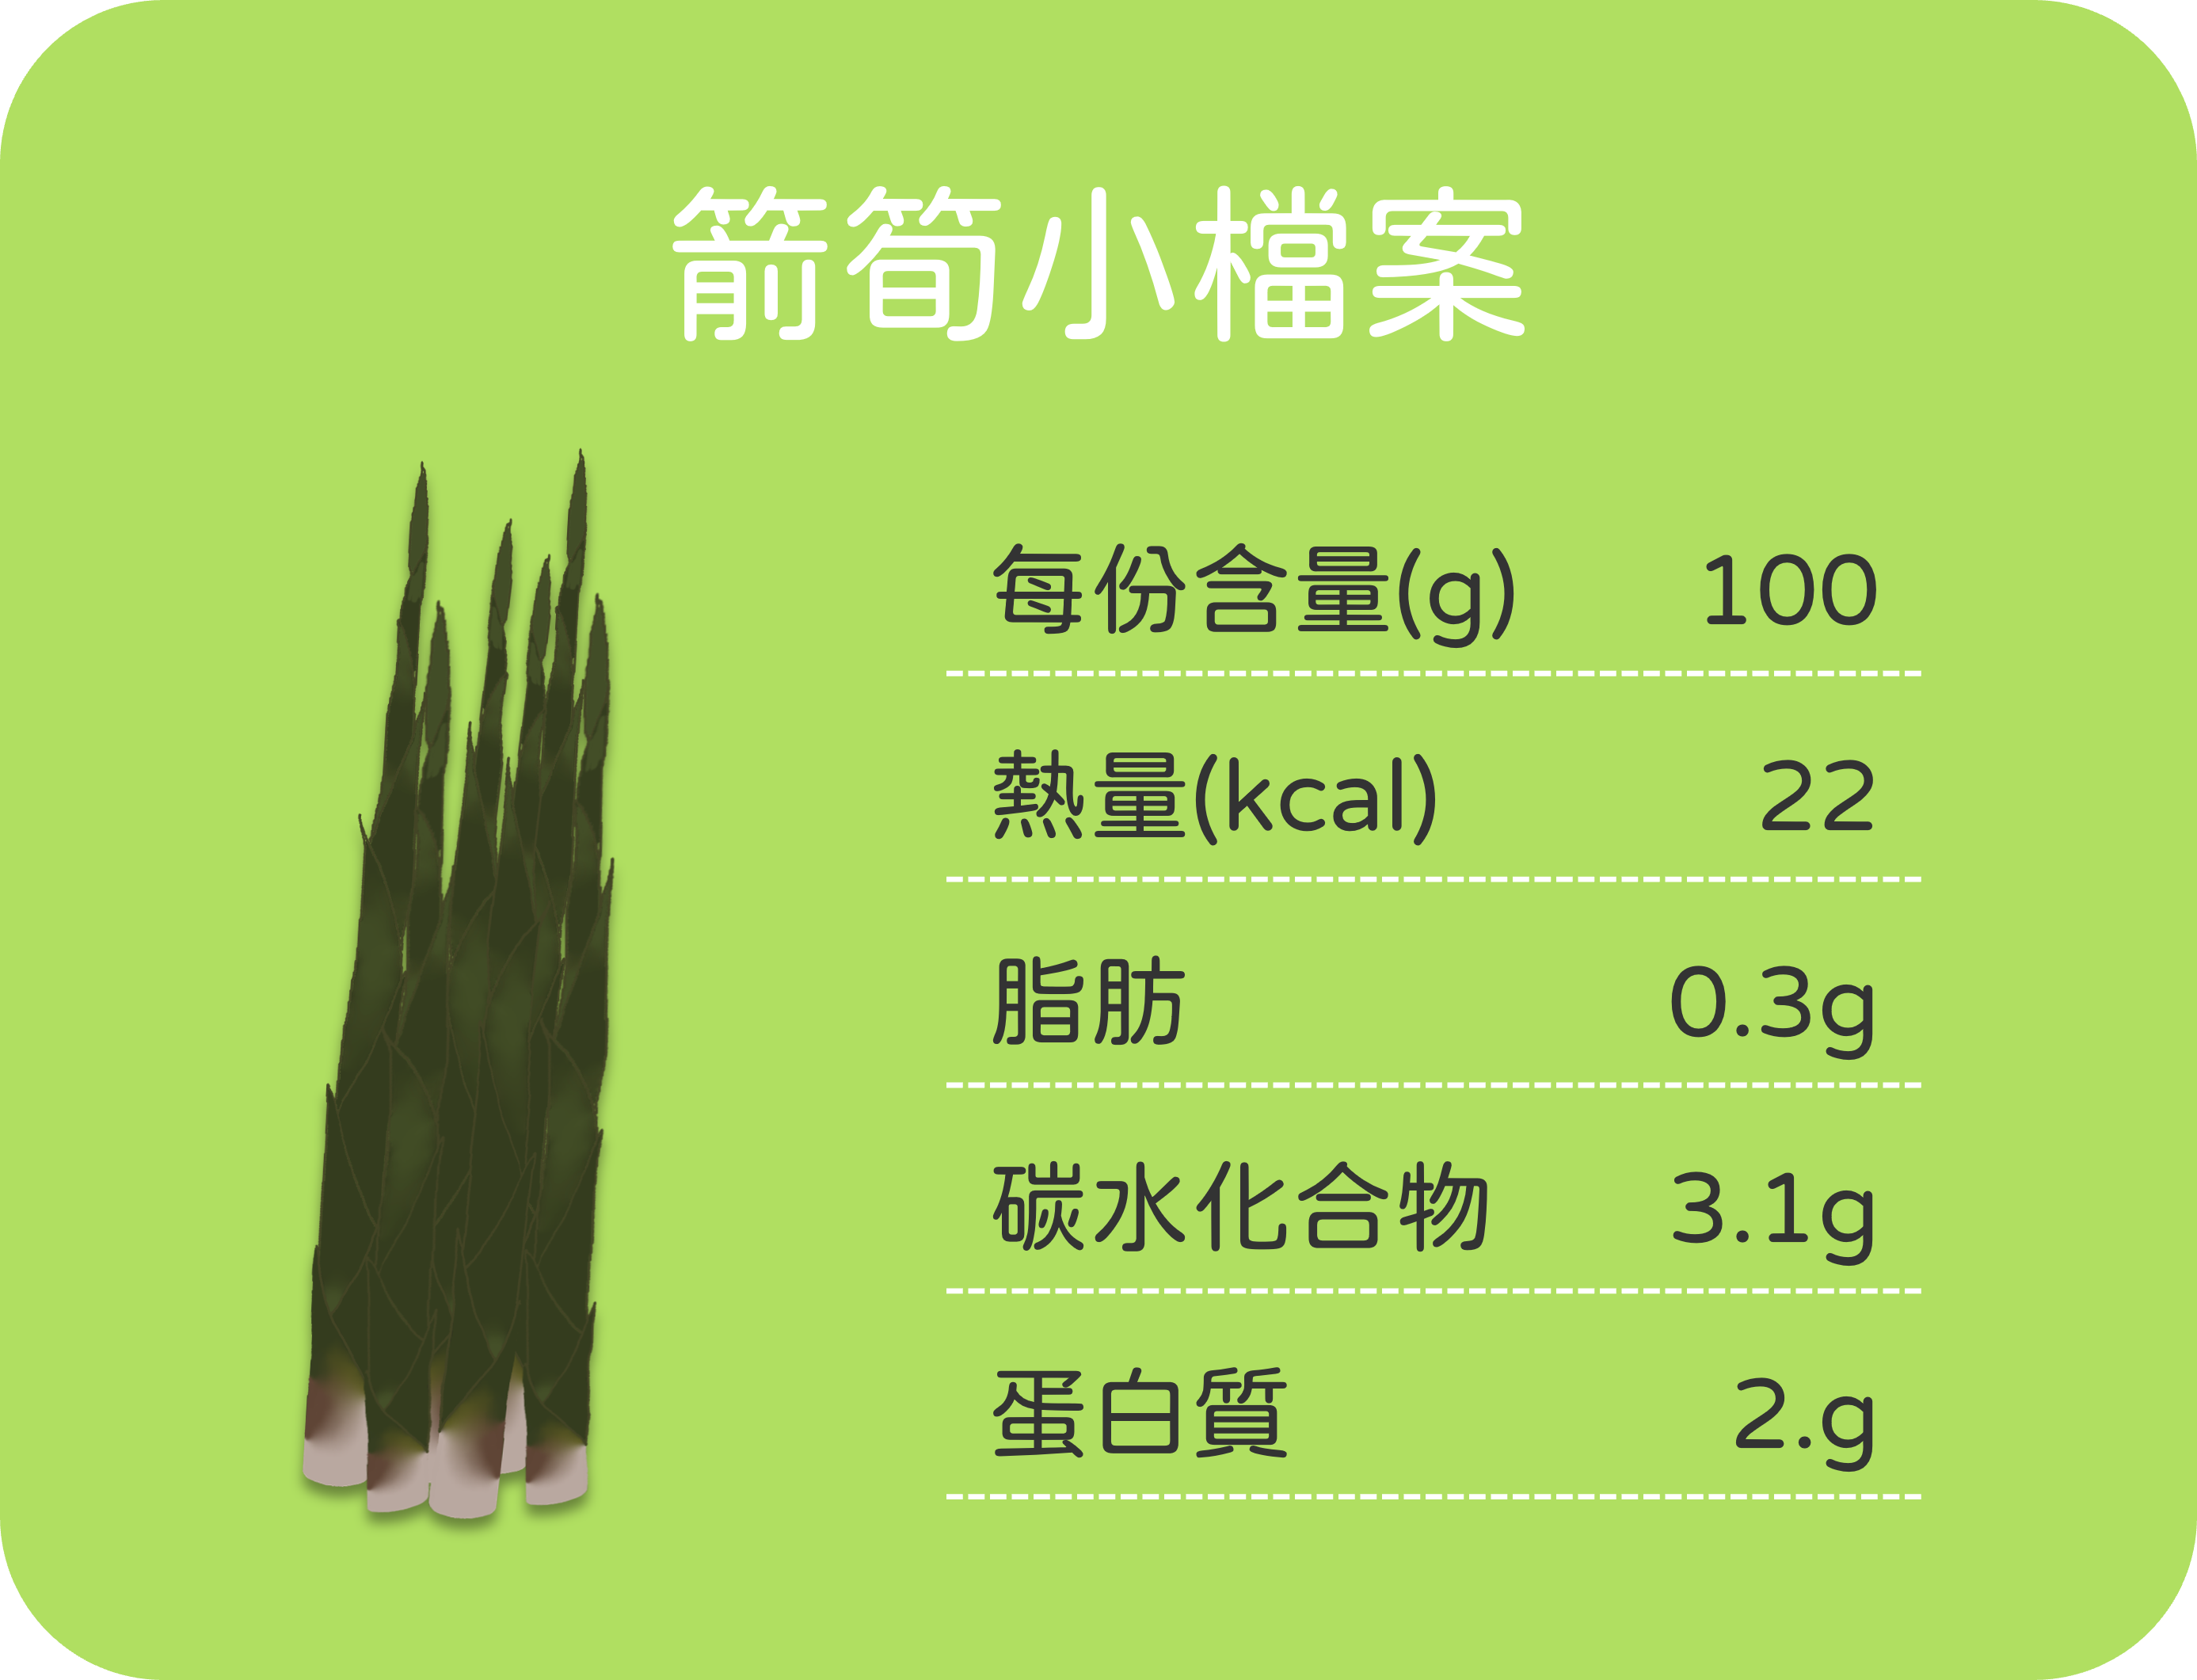 箭筍小檔案
每份含量(g) 100
熱量(kcal) 22
脂肪 0.3g
碳水化合物 3.1g
蛋白質 2.g